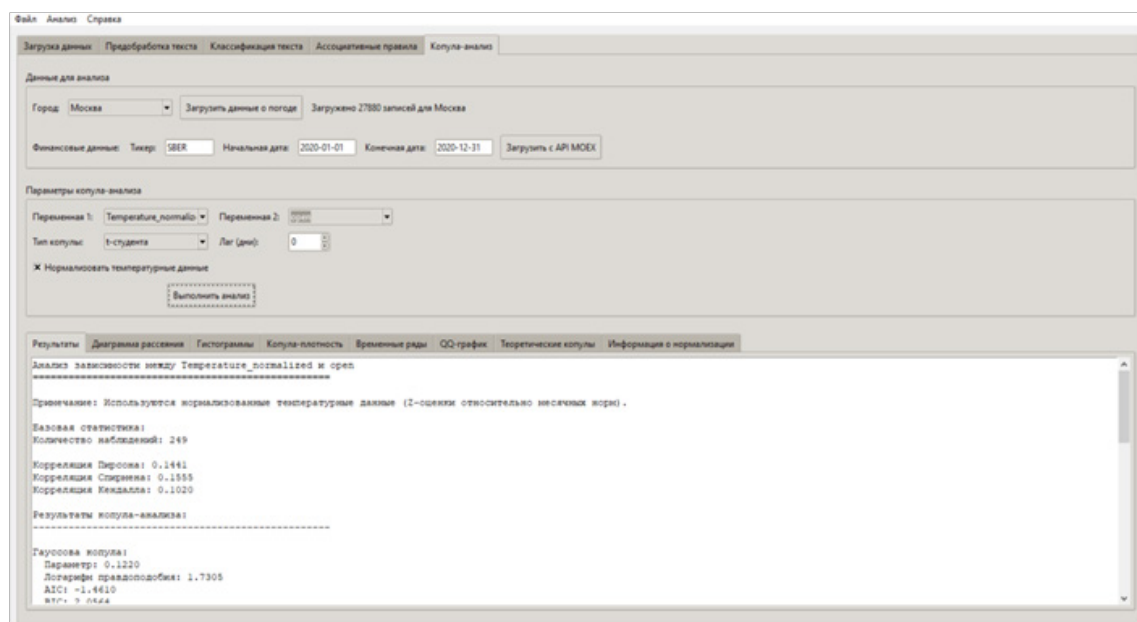 Файл Анализ Справка
Загрузка данных Предобработка текста Классификация текста Ассоциативные правила Копула-анализ
Данные для анализа
Город: Москва Загрузить данные о погоде Загружено 27880 записей для Москва
Финансовые данные: Тикер: SBER Начальная дата: 2020-01-01 Конечная дата: 2020-12-31 Загрузить с API MOEX
Параметры копула-анализа
Переменная 1: Temperature_normalio Переменная 2:
Тип копулы: t-студента Лаг (дни): 0
Нормализовать температурные данные
Выполнить анализ
Результаты Диаграмма рассеяния Гистограммы Копула-плотность Временные ряды QQ-график Теоретические копулы Информация о нормализации
Анализ зависимости между Temperature_normalized и open
==================================================
Примечание: Используются нормализованные температурные данные (Z-оценки относительно месячных норм).
Базовая статистика:
Количество наблюдений: 249
Корреляция Пирсона: 0.1441
Корреляция Спирмена: 0.1555
Корреляция Кендалла: 0.1020
Результаты копула-анализа:
--------------------------------------------------
Гауссова копула:
Параметр: 0.1220
Логарифм правдоподобия: 1.7305
AIC: -1.4610
BIC: 2.0564